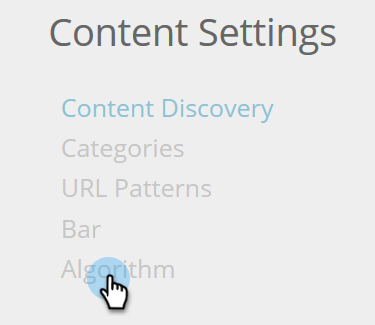 Content Settings
Content Discovery
Categories
URL Patterns
Bar
Algorithm